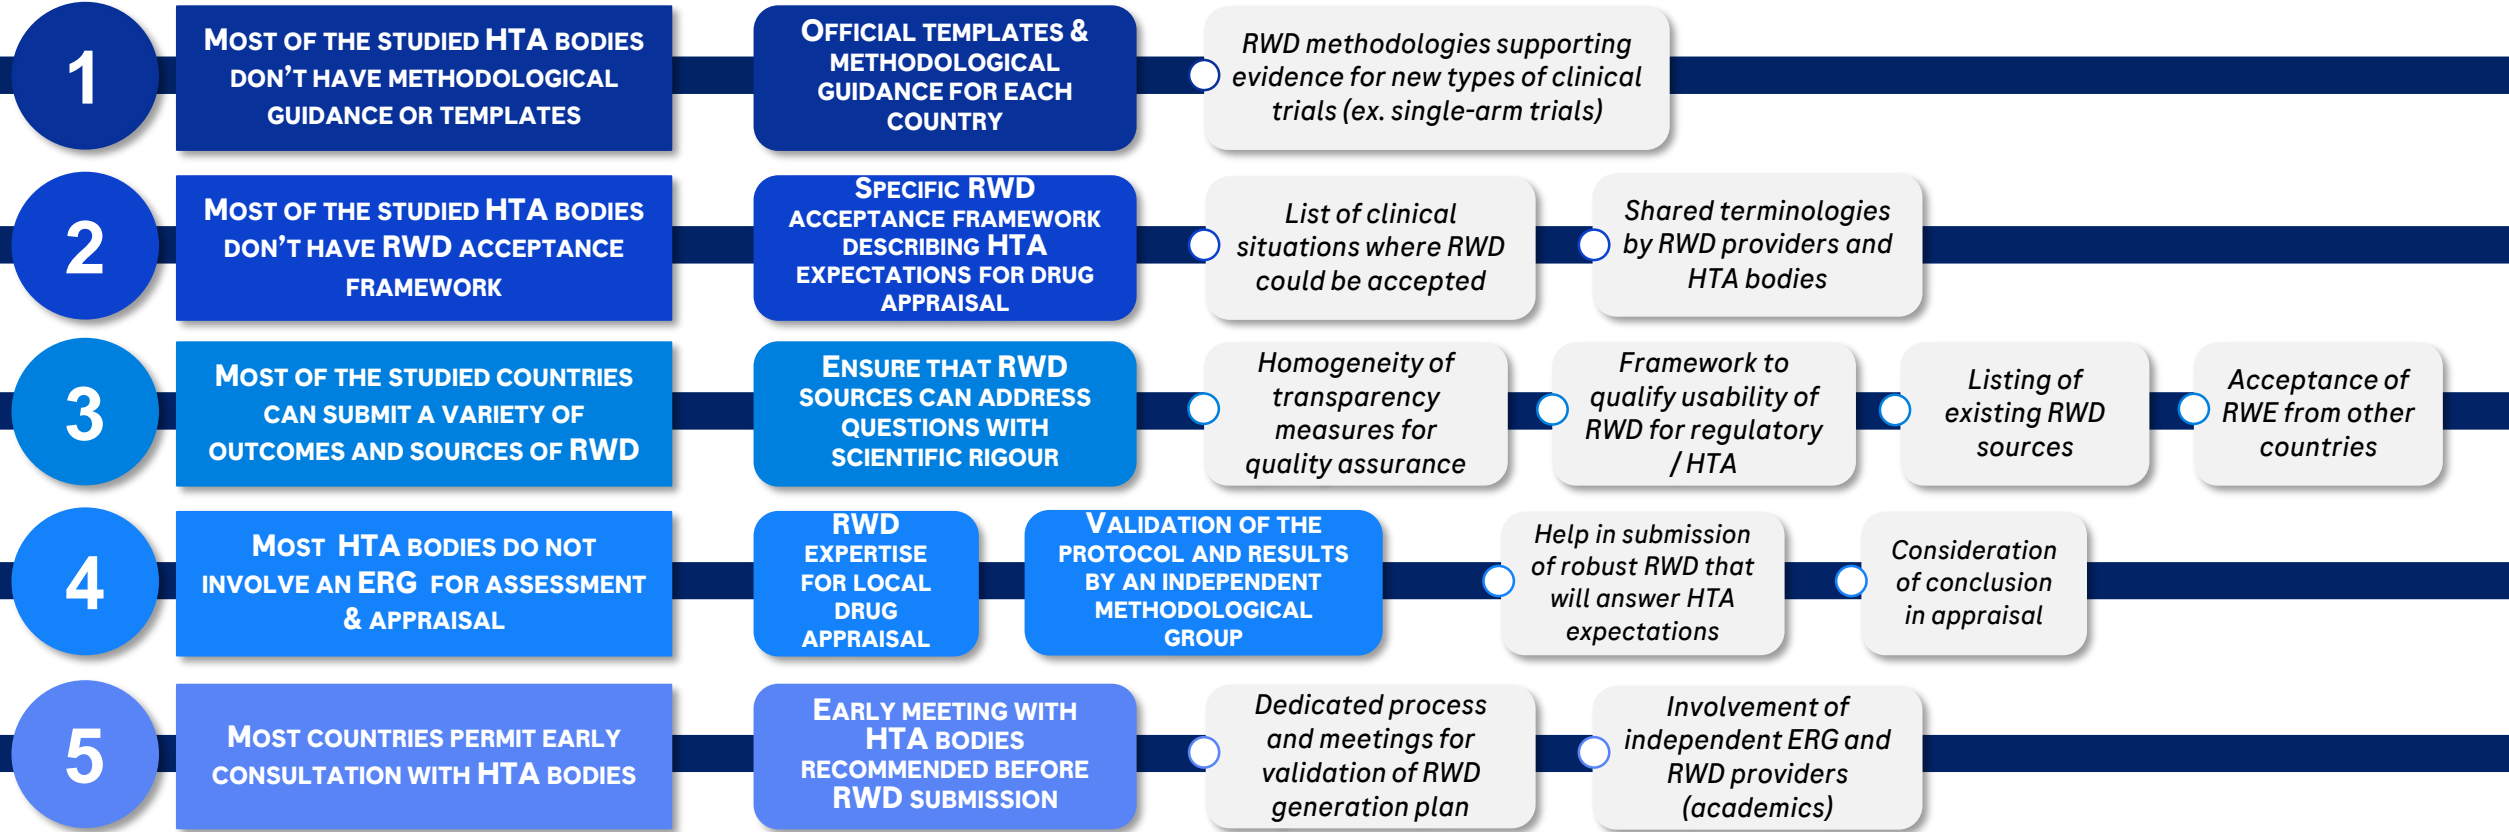 1
MOST OF THE STUDIED HTA BODIES
DON'T HAVE METHODOLOGICAL
GUIDANCE OR TEMPLATES
OFFICIAL TEMPLATES &
METHODOLOGICAL
GUIDANCE FOR EACH
COUNTRY
RWD methodologies supporting
evidence for new types of clinical
trials (ex. single-arm trials)
2
MOST OF THE STUDIED HTA BODIES
DON'T HAVE RWD ACCEPTANCE
FRAMEWORK
SPECIFIC RWD
ACCEPTANCE FRAMEWORK
DESCRIBING HTA
EXPECTATIONS FOR DRUG
APPRAISAL
List of clinical
situations where RWD
could be accepted
Shared terminologies
by RWD providers and
HTA bodies
3
MOST OF THE STUDIED COUNTRIES
CAN SUBMIT A VARIETY OF
OUTCOMES AND SOURCES OF RWD
ENSURE THAT RWD
SOURCES CAN ADDRESS
QUESTIONS WITH
SCIENTIFIC RIGOUR
Homogeneity of
transparency
measures for
quality assurance
Framework to
qualify usability of
RWD for regulatory
/ HTA
Listing of
existing RWD
sources
Acceptance of
RWE from other
countries
4
MOST HTA BODIES DO NOT
INVOLVE AN ERG FOR ASSESSMENT
& APPRAISAL
RWD
EXPERTISE
FOR LOCAL
DRUG
APPRAISAL
VALIDATION OF THE
PROTOCOL AND RESULTS
BY AN INDEPENDENT
METHODOLOGICAL
GROUP
Help in submission
of robust RWD that
will answer HTA
expectations
Consideration
of conclusion
in appraisal
5
MOST COUNTRIES PERMIT EARLY
CONSULTATION WITH HTA BODIES
EARLY MEETING WITH
HTA BODIES
RECOMMENDED BEFORE
RWD SUBMISSION
Dedicated process
and meetings for
validation of RWD
generation plan
Involvement of
independent ERG and
RWD providers
(academics)